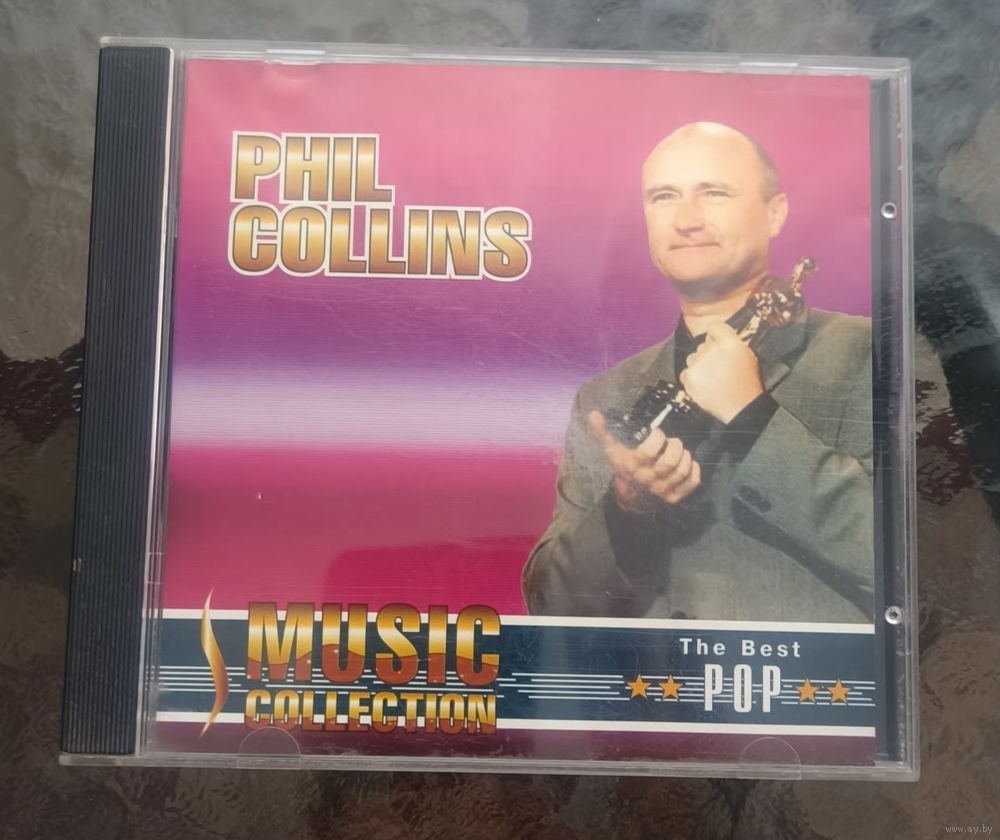 PHIL
COLLINS
MUSIC
COLLECTION
The Best
POP
www.ay.by